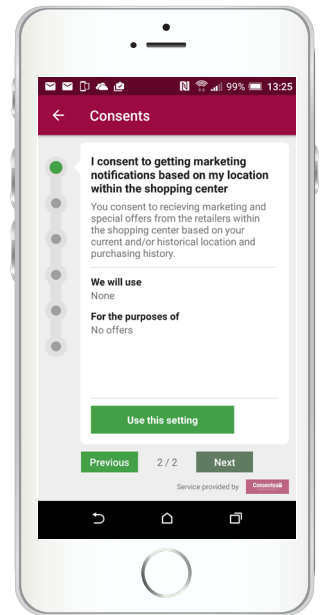 99% 13:25
Consents
I consent to getting marketing
notifications based on my location
within the shopping center
You consent to recieving marketing and
special offers from the retailers within
the shopping center based on your
current and/or historical location and
purchasing history.
We will use
None
For the purposes of
No offers
Use this setting
Previous 2 / 2 Next
Service provided by Consentua